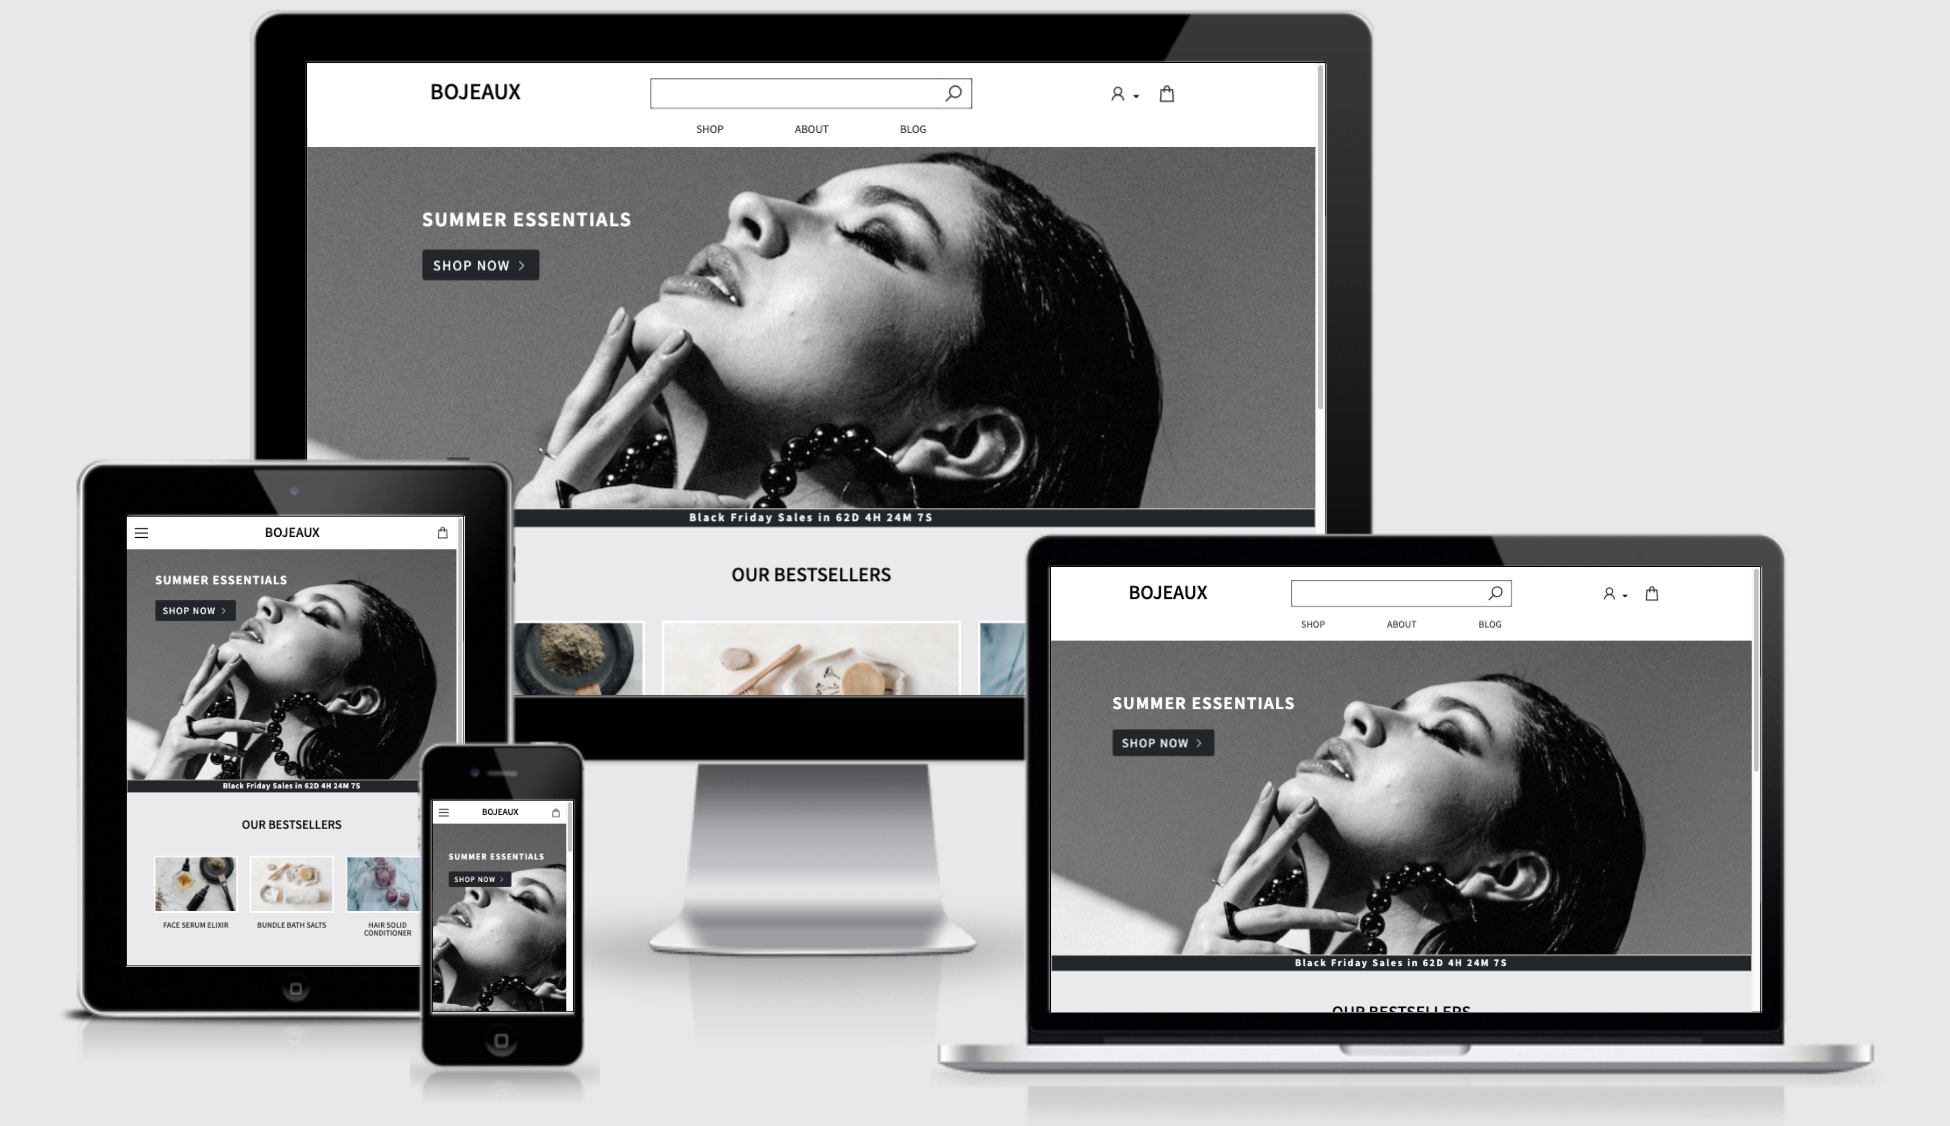 BOJEAUX
SHOP ABOUT BLOG
SUMMER ESSENTIALS
SHOP NOW
Black Friday Sales in 62D 4H 24M 7S
OUR BESTSELLERS
BOJEAUX
SUMMER ESSENTIALS
SHOP NOW
Black Friday Sales in 62D 4H 24M 7S
OUR BESTSELLERS
FACE SERUM ELIXIR
BUNDLE BATH SALTS
HAIR SOLID
CONDITIONER
BOJEAUX
SUMMER ESSENTIALS
SHOP NOW
BOJEAUX
SHOP ABOUT BLOG
SUMMER ESSENTIALS
SHOP NOW
Black Friday Sales in 62D 4H 24M 7S
OUR BESTSELLERS